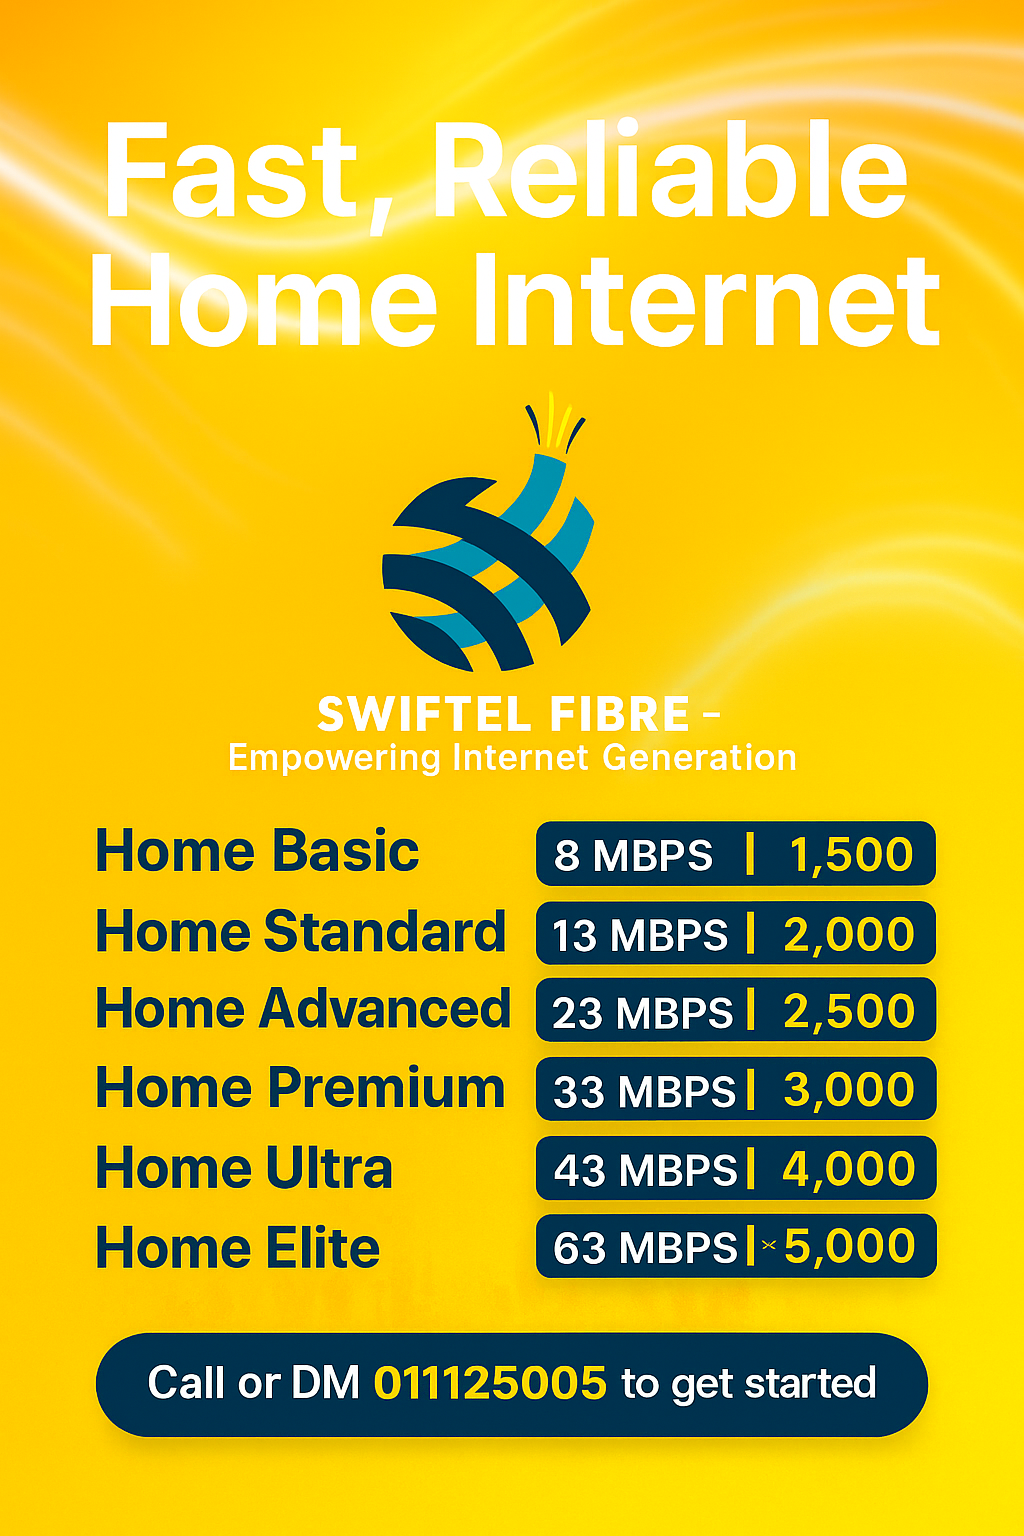 Fast, Reliable
Home Internet
SWIFTEL FIBRE –
Empowering Internet Generation
Home Basic 8 MBPS | 1,500
Home Standard 13 MBPS | 2,000
Home Advanced 23 MBPS | 2,500
Home Premium 33 MBPS | 3,000
Home Ultra 43 MBPS | 4,000
Home Elite 63 MBPS | × 5,000
Call or DM 011125005 to get started